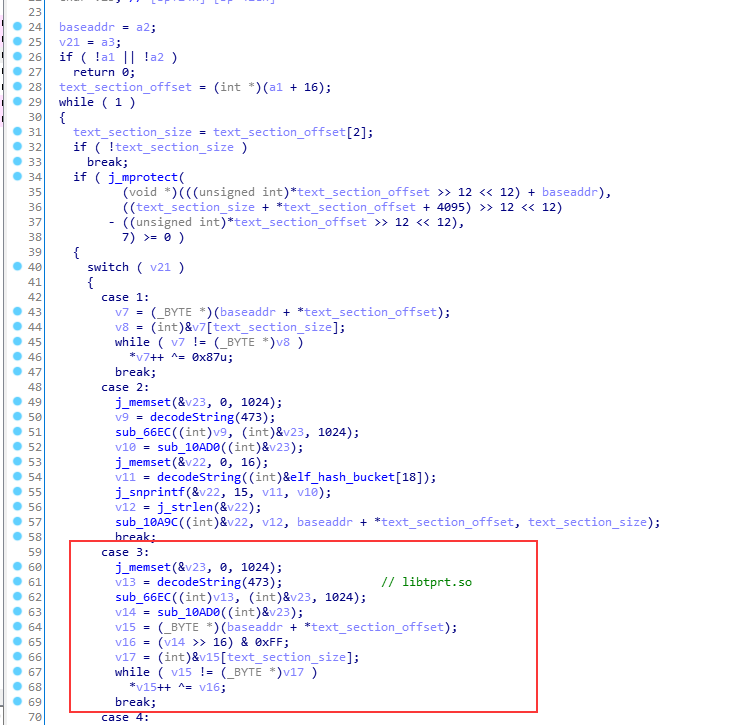 23
24 baseaddr = a2;
25 v21 = a3;
26 if ( !a1 || !a2 )
27 return 0;
28 text_section_offset = (int *)(a1 + 16);
29 while ( 1 )
30 {
31 text_section_size = text_section_offset[2];
32 if ( !text_section_size )
33 break;
34 if ( j_mprotect(
35 (void *)(((unsigned int)*text_section_offset >> 12 << 12) + baseaddr),
36 ((text_section_size + *text_section_offset + 4095) >> 12 << 12)
37 - ((unsigned int)*text_section_offset >> 12 << 12),
38 7) >= 0 )
39 {
40 switch ( v21 )
41 {
42 case 1:
43 v7 = (_BYTE *)(baseaddr + *text_section_offset);
44 v8 = (int)&v7[text_section_size];
45 while ( v7 != (_BYTE *)v8 )
46 *v7++ ^= 0x87u;
47 break;
48 case 2:
49 j_memset(&v23, 0, 1024);
50 v9 = decodeString(473);
51 sub_66EC((int)v9, (int)&v23, 1024);
52 v10 = sub_10AD0((int)&v23);
53 j_memset(&v22, 0, 16);
54 v11 = decodeString((int)&elf_hash_bucket[18]);
55 j_snprintf(&v22, 15, v11, v10);
56 v12 = j_strlen(&v22);
57 sub_10A9C((int)&v22, v12, baseaddr + *text_section_offset, text_section_size);
58 break;
59 case 3:
60 j_memset(&v23, 0, 1024);
61 v13 = decodeString(473); // libtprt.so
62 sub_66EC((int)v13, (int)&v23, 1024);
63 v14 = sub_10AD0((int)&v23);
64 v15 = (_BYTE *)(baseaddr + *text_section_offset);
65 v16 = (v14 >> 16) & 0xFF;
66 v17 = (int)&v15[text_section_size];
67 while ( v15 != (_BYTE *)v17 )
68 *v15++ ^= v16;
69 break;
70 case 4: